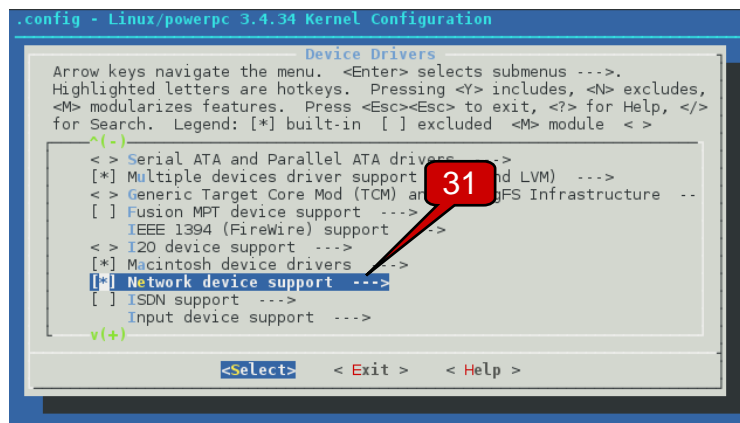 .config - Linux/powerpc 3.4.34 Kernel Configuration
Device Drivers
Arrow keys navigate the menu. <Enter> selects submenus --->.
Highlighted letters are hotkeys. Pressing <Y> includes, <N> excludes,
<M> modularizes features. Press <Esc><Esc> to exit, <?> for Help, </>
for Search. Legend: [*] built-in [ ] excluded <M> module < >
^(-)
< > Serial ATA and Parallel ATA drivers --->
[*] Multiple devices driver support nd LVM) --->
< > Generic Target Core Mod (TCM) an gFS Infrastructure --
[ ] Fusion MPT device support --->
IEEE 1394 (FireWire) support -->
< > I2O device support --->
[*] Macintosh device drivers --->
[*] Network device support --->
[ ] ISDN support --->
Input device support --->
v(+)
<Select> < Exit > < Help >
31